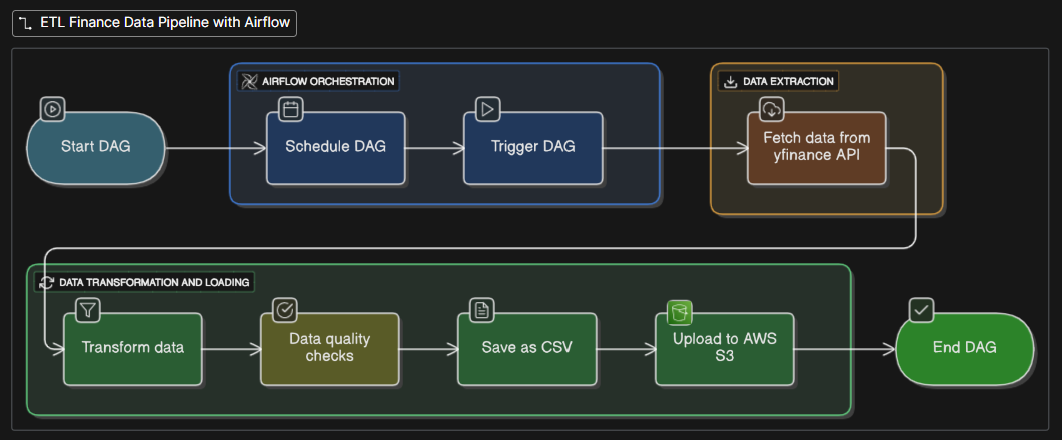 ETL Finance Data Pipeline with Airflow
AIRFLOW ORCHESTRATION
DATA EXTRACTION
Start DAG
Schedule DAG
Trigger DAG
Fetch data from
yfinance API
DATA TRANSFORMATION AND LOADING
Transform data
Data quality
checks
Save as CSV
Upload to AWS
S3
End DAG